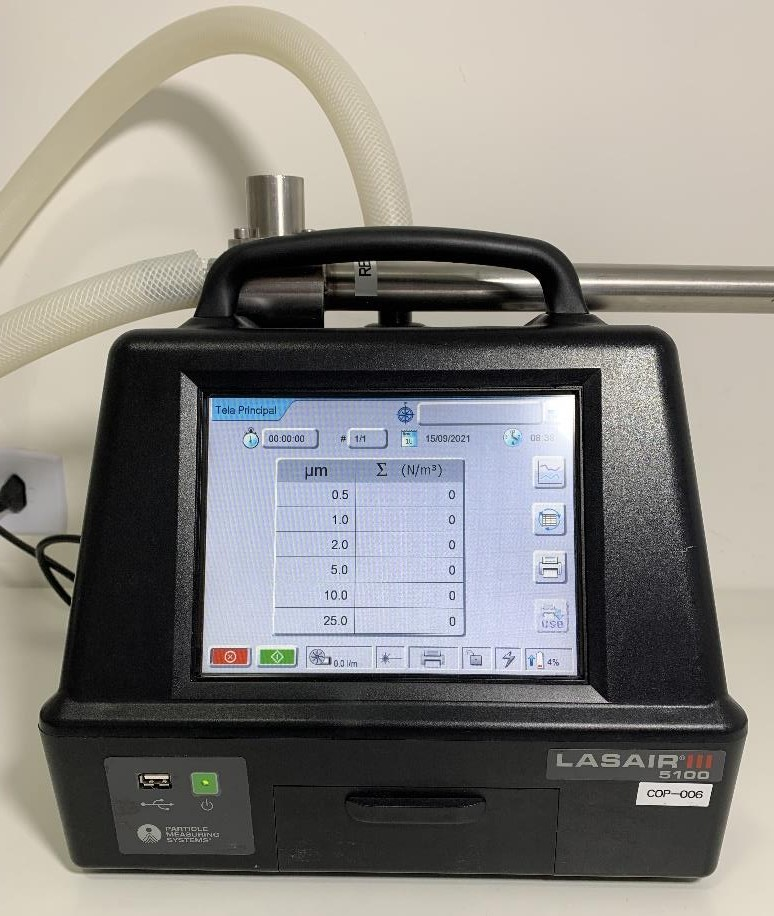 RE
Tela Principal
00:00:00 # 1/1 10 15/09/2021 08:38
µm Σ (N/m³)
0.5 0
1.0 0
2.0 0
5.0 0
10.0 0
25.0 0
USB
0.0 l/m 4%
LASAIR® III
5100
COP-006
PARTICLE
MEASURING
SYSTEMS®